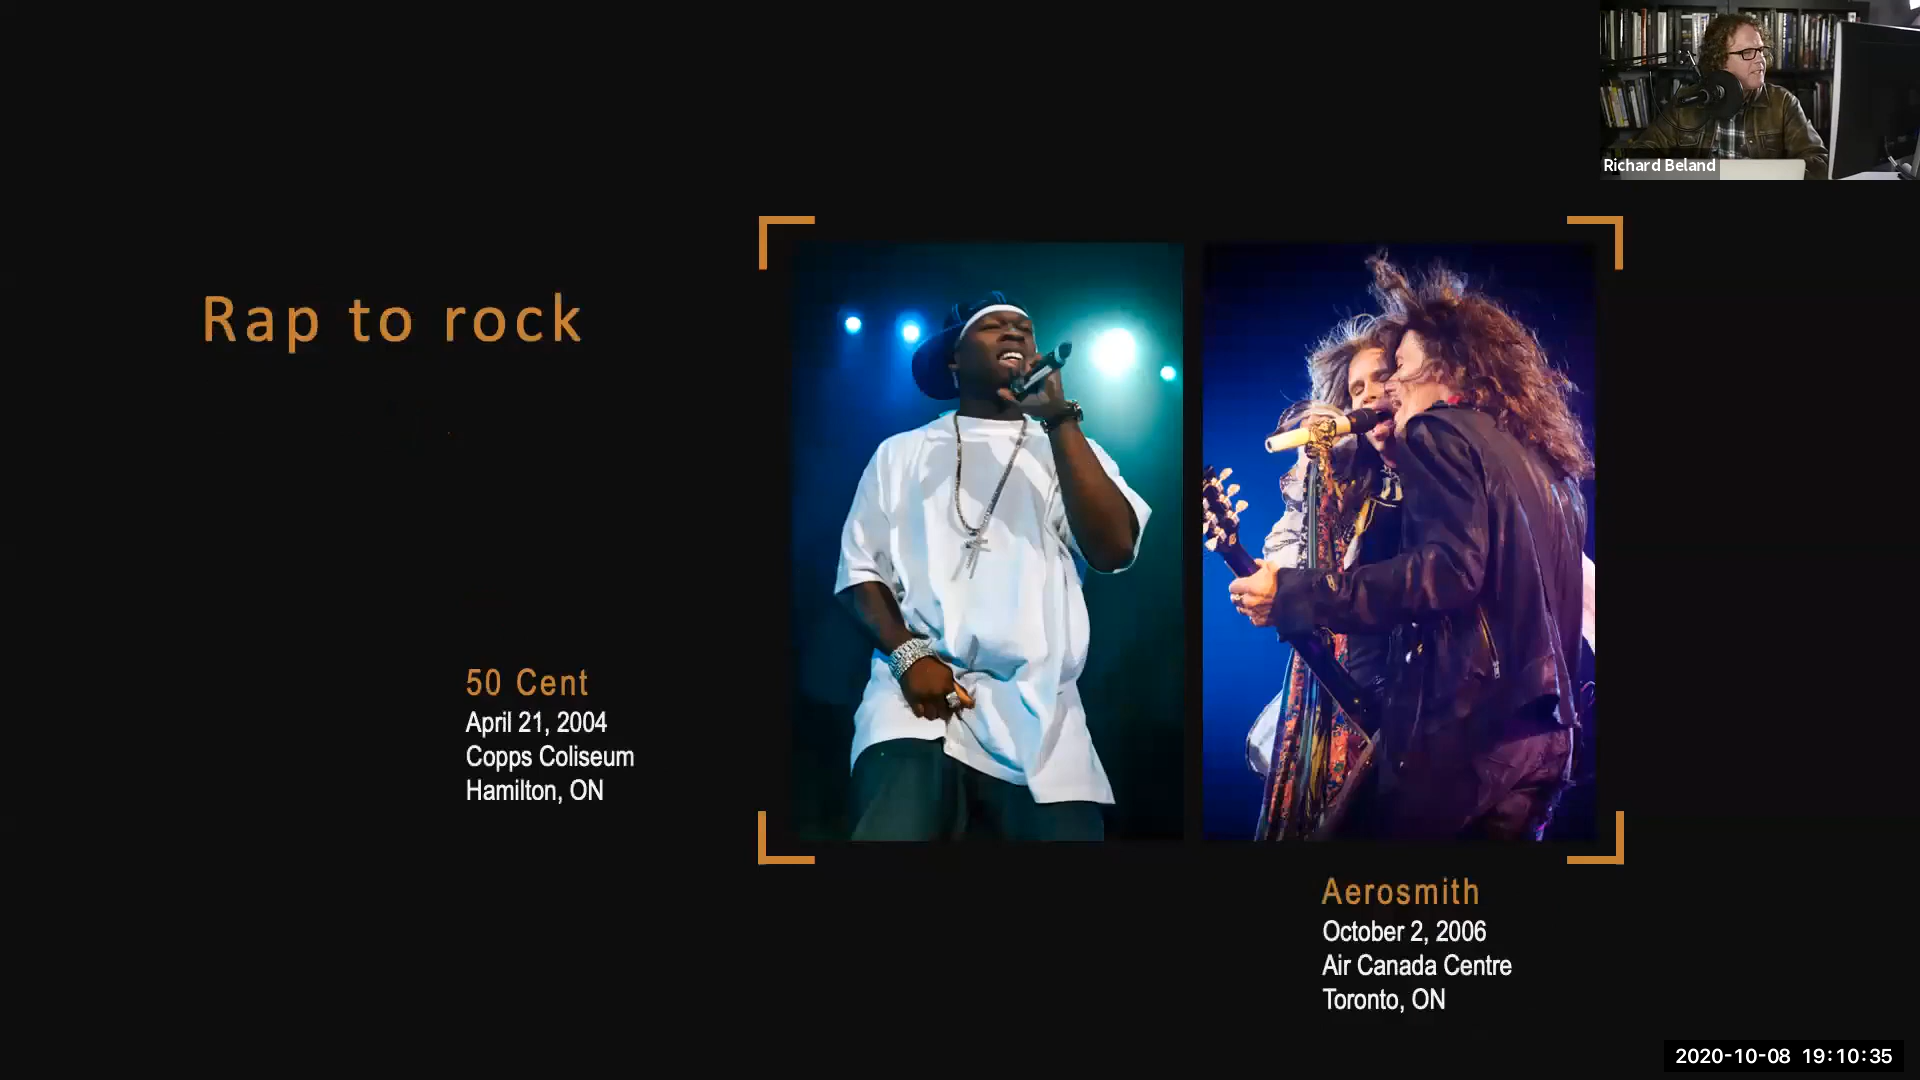 Richard Beland
Rap to rock
50 Cent
April 21, 2004
Copps Coliseum
Hamilton, ON
Aerosmith
October 2, 2006
Air Canada Centre
Toronto, ON
2020-10-08 19:10:35